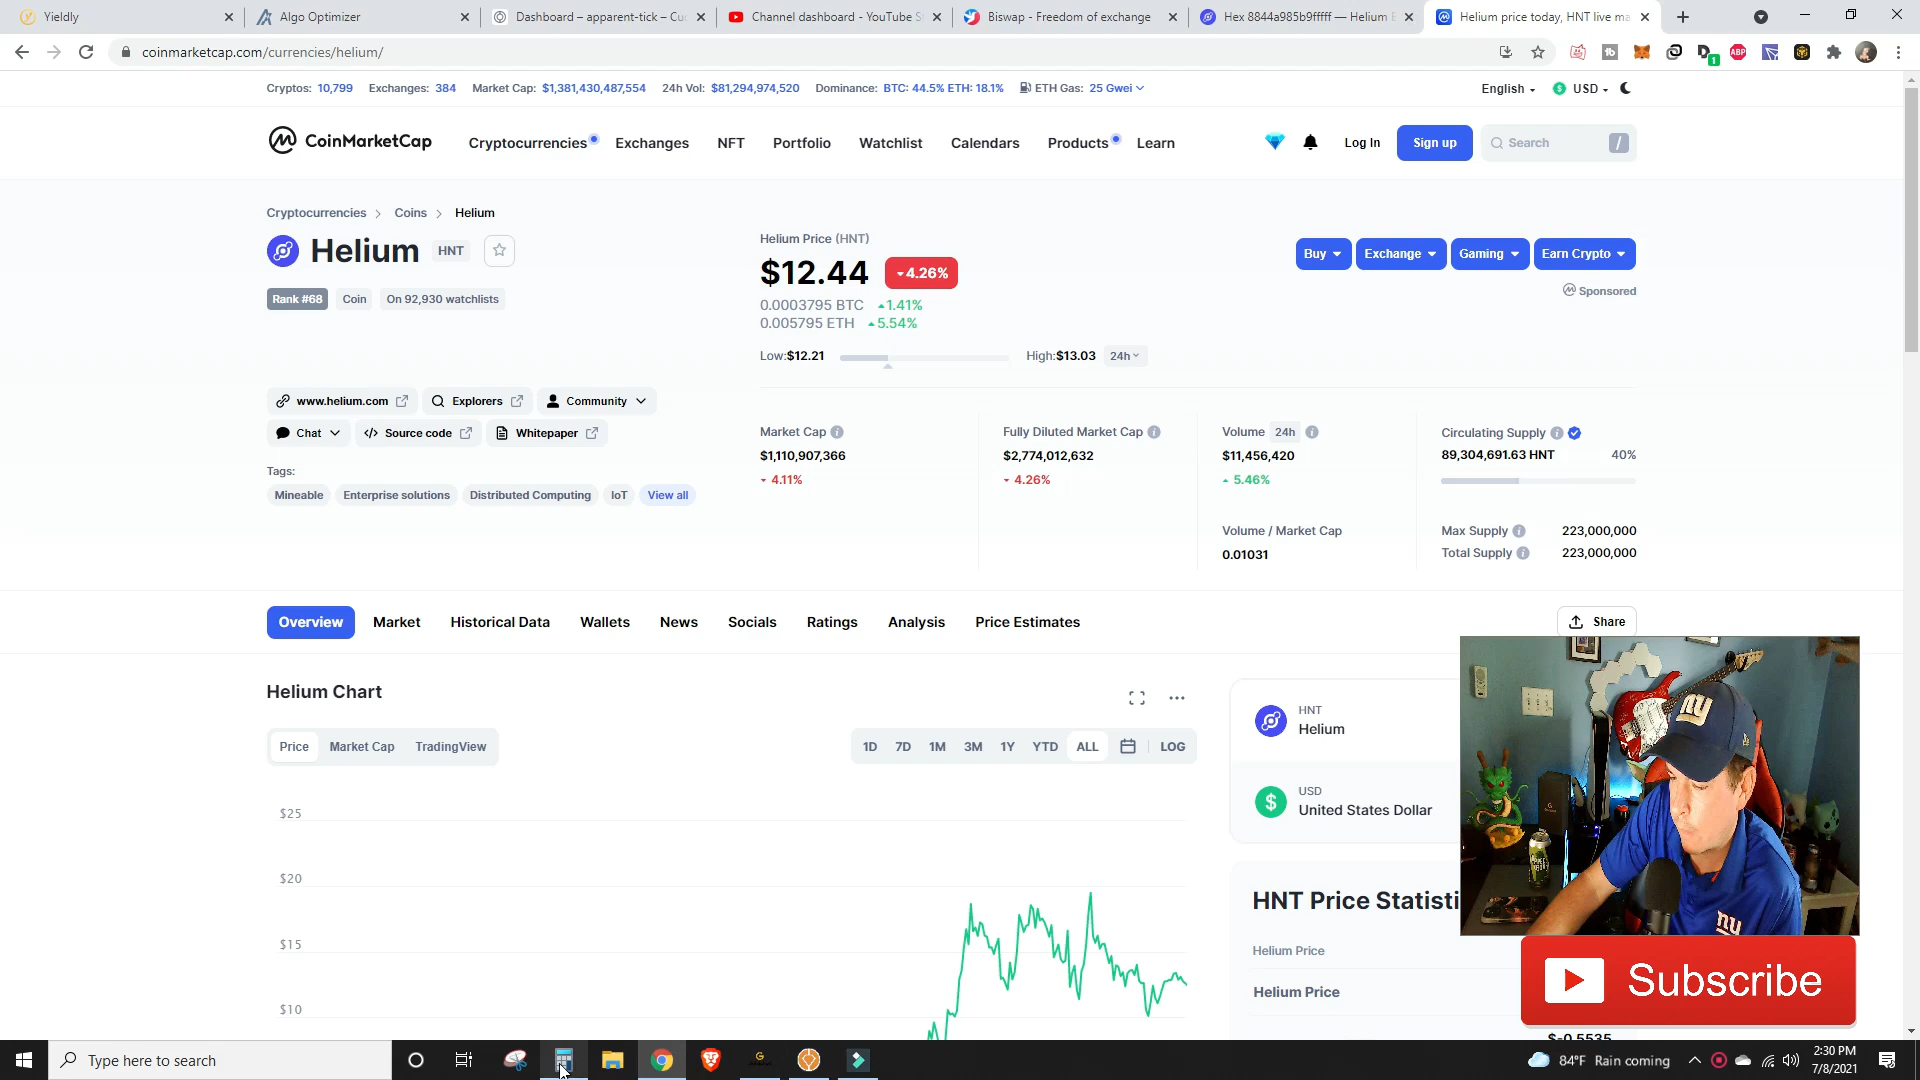 Yieldly
Algo Optimizer
Dashboard – apparent-tick – Cu
Channel dashboard - YouTube S
Biswap - Freedom of exchange
Hex 8844a985b9fffff — Helium E
Helium price today, HNT live ma
coinmarketcap.com/currencies/helium/
Cryptos: 10,799 Exchanges: 384 Market Cap: $1,381,430,487,554 24h Vol: $81,294,974,520 Dominance: BTC: 44.5% ETH: 18.1% ETH Gas: 25 Gwei
English USD
CoinMarketCap
Cryptocurrencies Exchanges NFT Portfolio Watchlist Calendars Products Learn
Log In Sign up Search /
Cryptocurrencies Coins Helium
Helium HNT
Rank #68 Coin On 92,930 watchlists
Helium Price (HNT)
$12.44 4.26%
0.0003795 BTC 1.41%
0.005795 ETH 5.54%
Low:$12.21 High:$13.03 24h
Buy Exchange Gaming Earn Crypto
Sponsored
www.helium.com Explorers Community
Chat Source code Whitepaper
Tags:
Mineable Enterprise solutions Distributed Computing IoT View all
Market Cap
$1,110,907,366
4.11%
Fully Diluted Market Cap
$2,774,012,632
4.26%
Volume 24h
$11,456,420
5.46%
Volume / Market Cap
0.01031
Circulating Supply
89,304,691.63 HNT 40%
Max Supply 223,000,000
Total Supply 223,000,000
Overview Market Historical Data Wallets News Socials Ratings Analysis Price Estimates
Share
Helium Chart
Price Market Cap TradingView
1D 7D 1M 3M 1Y YTD ALL LOG
$25
$20
$15
$10
HNT
Helium
USD
United States Dollar
HNT Price Statisti
Helium Price
Helium Price
$-0.5535
NY
ny
Subscribe
Type here to search
84°F Rain coming
2:30 PM
7/8/2021